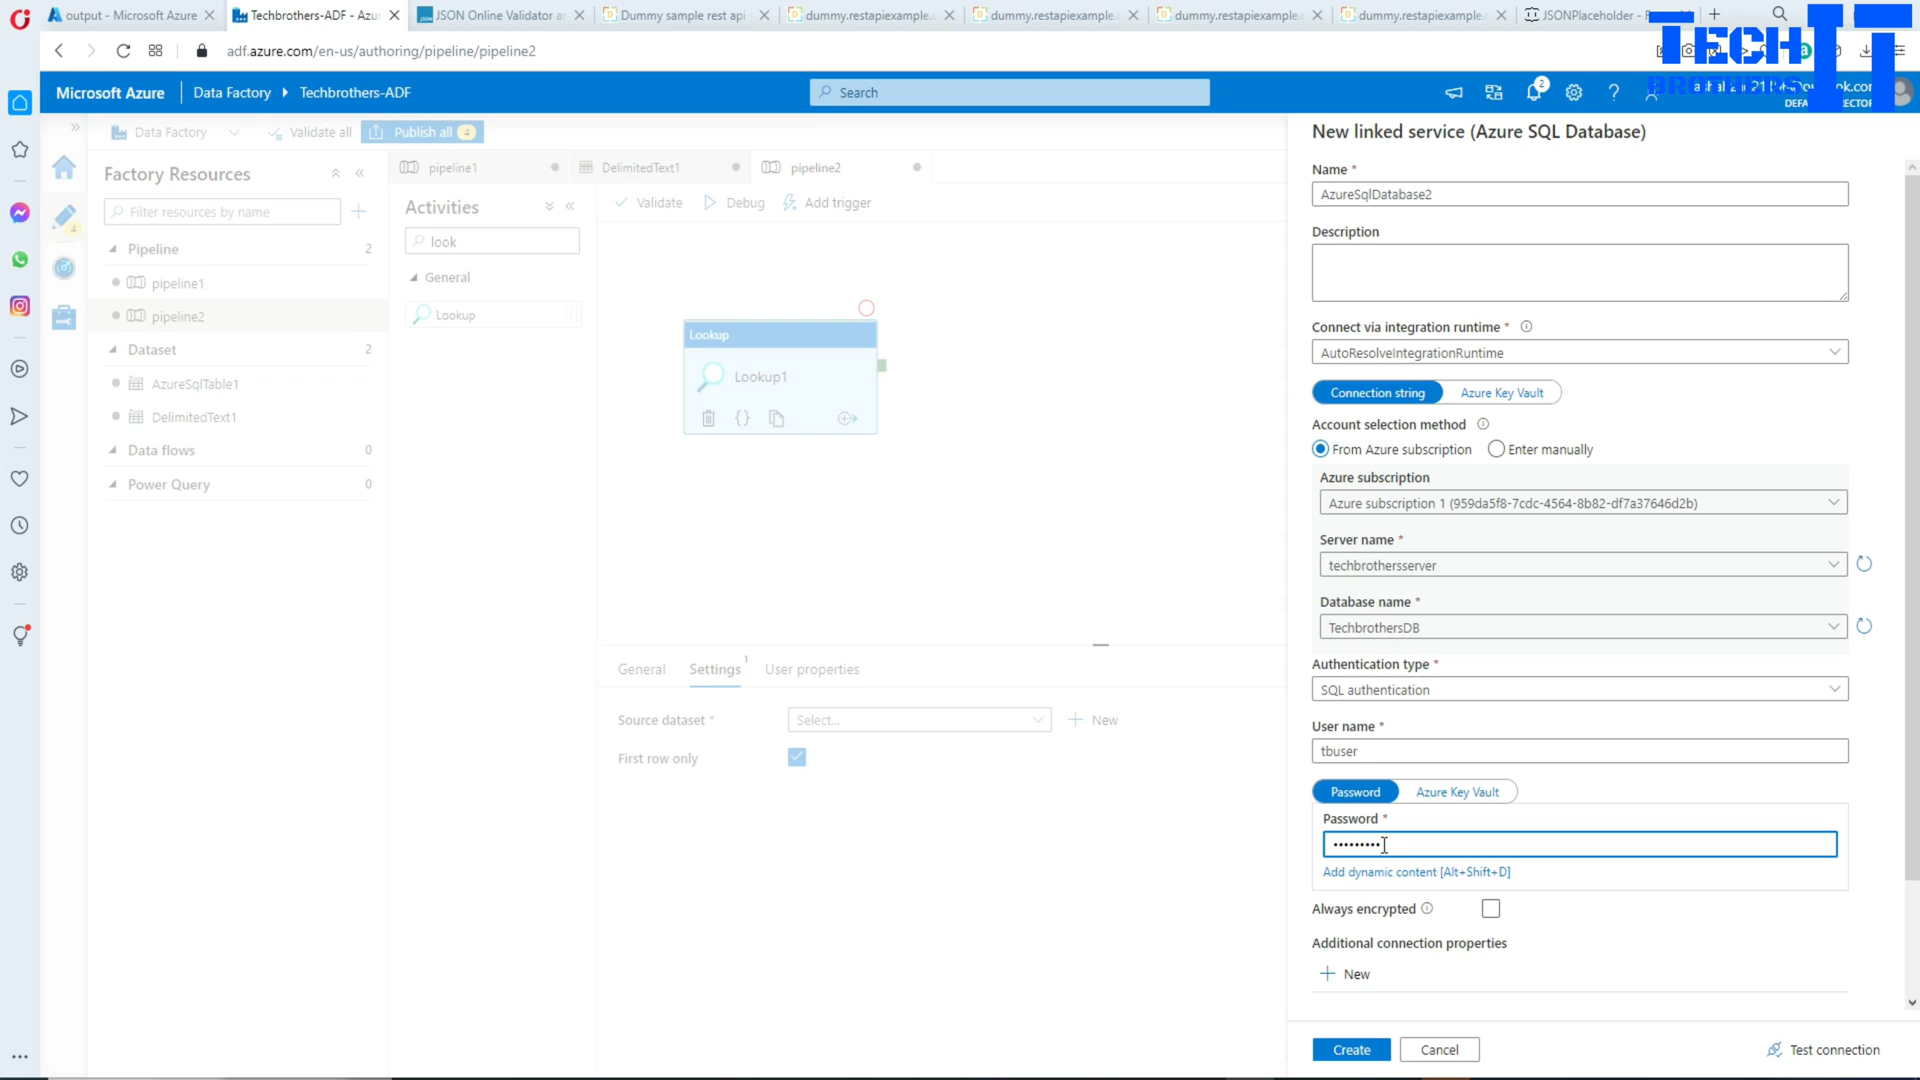 output - Microsoft Azure
Techbrothers-ADF - Azu
JSON Online Validator a
Dummy sample rest api
dummy.restapiexample.
dummy.restapiexample.
dummy.restapiexample.
dummy.restapiexample.
JSONPlaceholder -
adf.azure.com/en-us/authoring/pipeline/pipeline2
TECH IT
BROTHERS
Microsoft Azure
Data Factory
Techbrothers-ADF
Search
2
Data Factory
Validate all
Publish all
4
Factory Resources
Filter resources by name
Pipeline
2
pipeline1
pipeline2
Dataset
2
AzureSqlTable1
DelimitedText1
Data flows
0
Power Query
0
4
pipeline1
DelimitedText1
pipeline2
Activities
look
General
Lookup
Validate
Debug
Add trigger
Lookup
Lookup1
{}
General
Settings
1
User properties
Source dataset *
Select...
New
First row only
New linked service (Azure SQL Database)
Name *
AzureSqlDatabase2
Description
Connect via integration runtime *
AutoResolveIntegrationRuntime
Connection string
Azure Key Vault
Account selection method
From Azure subscription
Enter manually
Azure subscription
Azure subscription 1 (959da5f8-7cdc-4564-8b82-df7a37646d2b)
Server name *
techbrothersserver
Database name *
TechbrothersDB
Authentication type *
SQL authentication
User name *
tbuser
Password
Azure Key Vault
Password *
•••••••••
Add dynamic content [Alt+Shift+D]
Always encrypted
Additional connection properties
New
Create
Cancel
Test connection